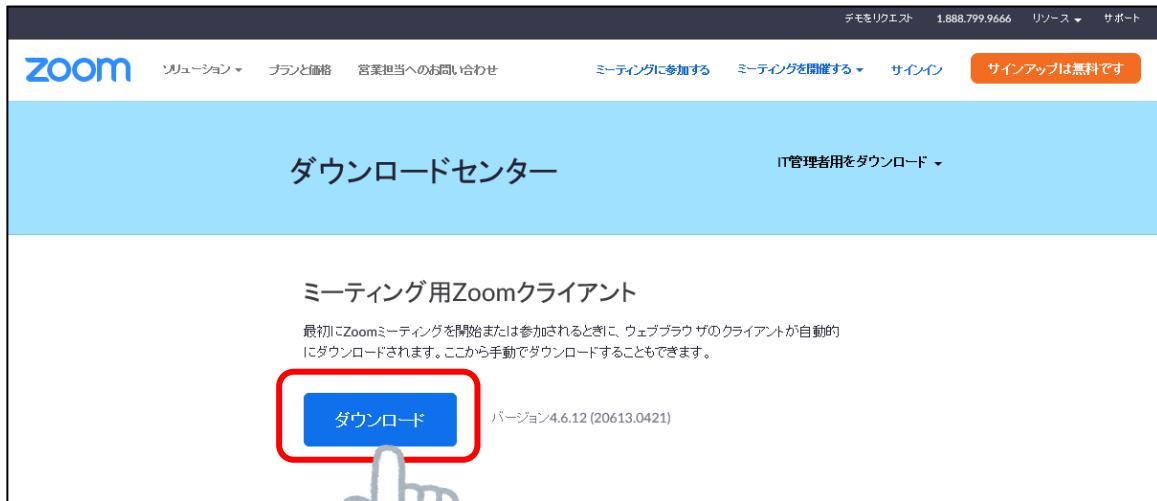 デモをリクエスト 1.888.799.9666 リソース サポート
zoom ソリューション プランと価格 営業担当へのお問い合わせ ミーティングに参加する ミーティングを開催する サインイン サインアップは無料です
ダウンロードセンター IT管理者用をダウンロード
ミーティング用Zoomクライアント
最初にZoomミーティングを開始または参加されるときに、ウェブブラウザのクライアントが自動的
にダウンロードされます。ここから手動でダウンロードすることもできます。
ダウンロード バージョン4.6.12 (20613.0421)